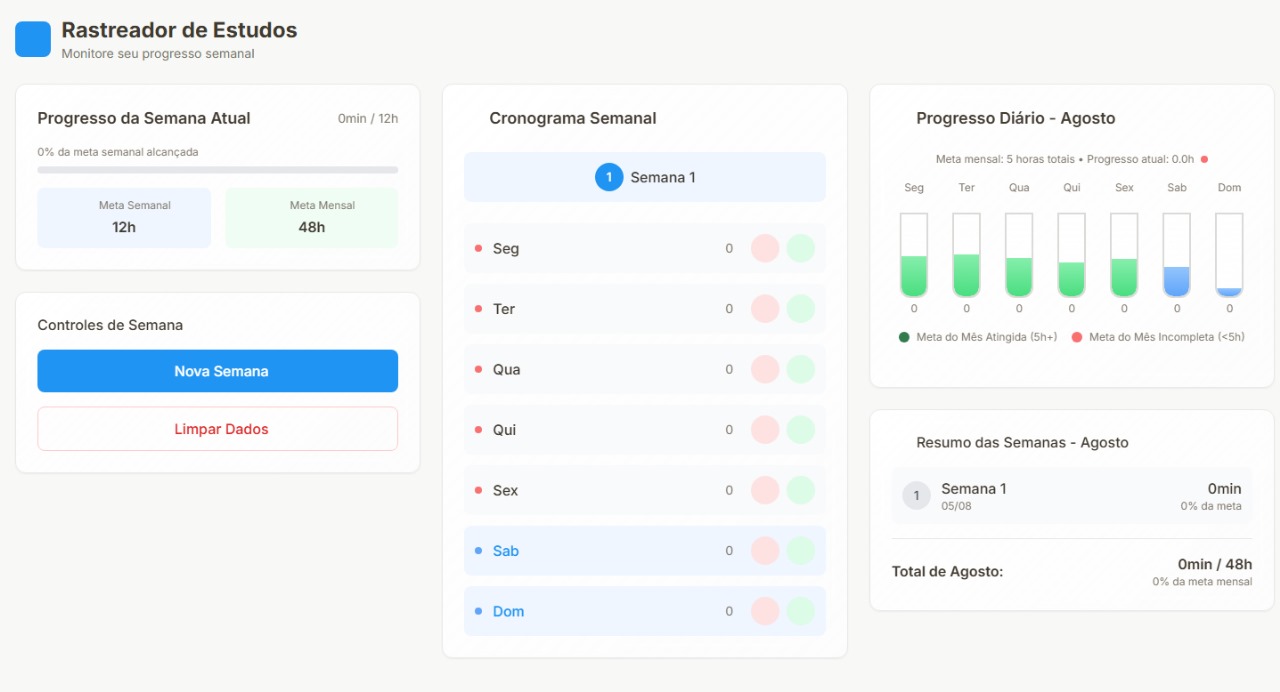 Rastreador de Estudos
Monitore seu progresso semanal
Progresso da Semana Atual
0min / 12h
0% da meta semanal alcançada
Meta Semanal
12h
Meta Mensal
48h
Controles de Semana
Nova Semana
Limpar Dados
Cronograma Semanal
1 Semana 1
Seg 0
Ter 0
Qua 0
Qui 0
Sex 0
Sab 0
Dom 0
Progresso Diário - Agosto
Meta mensal: 5 horas totais • Progresso atual: 0.0h
Seg Ter Qua Qui Sex Sab Dom
0 0 0 0 0 0 0
Meta do Mês Atingida (5h+) Meta do Mês Incompleta (<5h)
Resumo das Semanas - Agosto
1 Semana 1 0min
05/08 0% da meta
Total de Agosto: 0min / 48h
0% da meta mensal